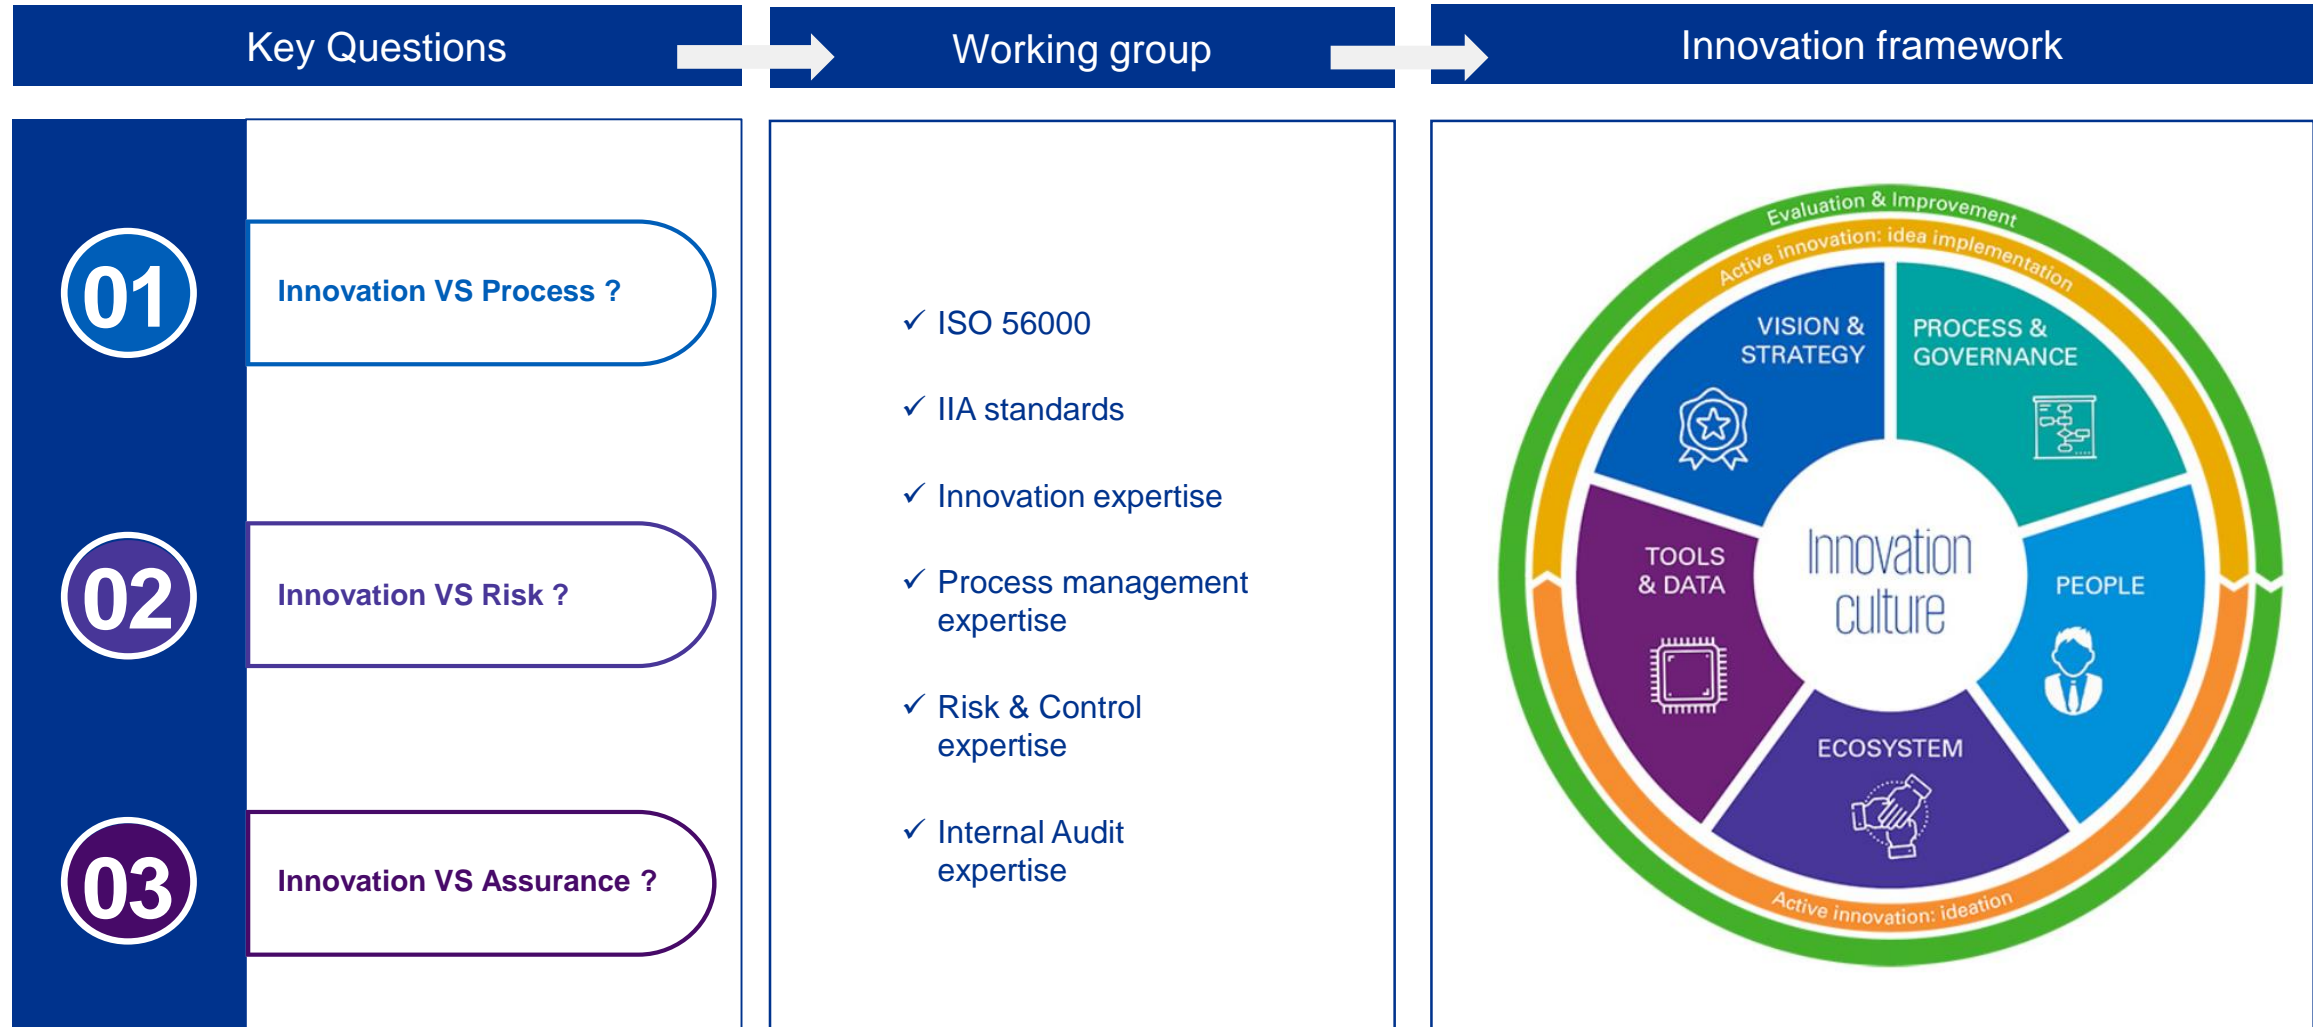 Key Questions
Working group
Innovation framework
01
Innovation VS Process ?
02
Innovation VS Risk ?
03
Innovation VS Assurance ?
✓ ISO 56000
✓ IIA standards
✓ Innovation expertise
✓ Process management
expertise
✓ Risk & Control
expertise
✓ Internal Audit
expertise
Evaluation & Improvement
Active innovation: idea implementation
VISION &
STRATEGY
PROCESS &
GOVERNANCE
TOOLS
& DATA
Innovation
culture
PEOPLE
ECOSYSTEM
Active innovation: ideation